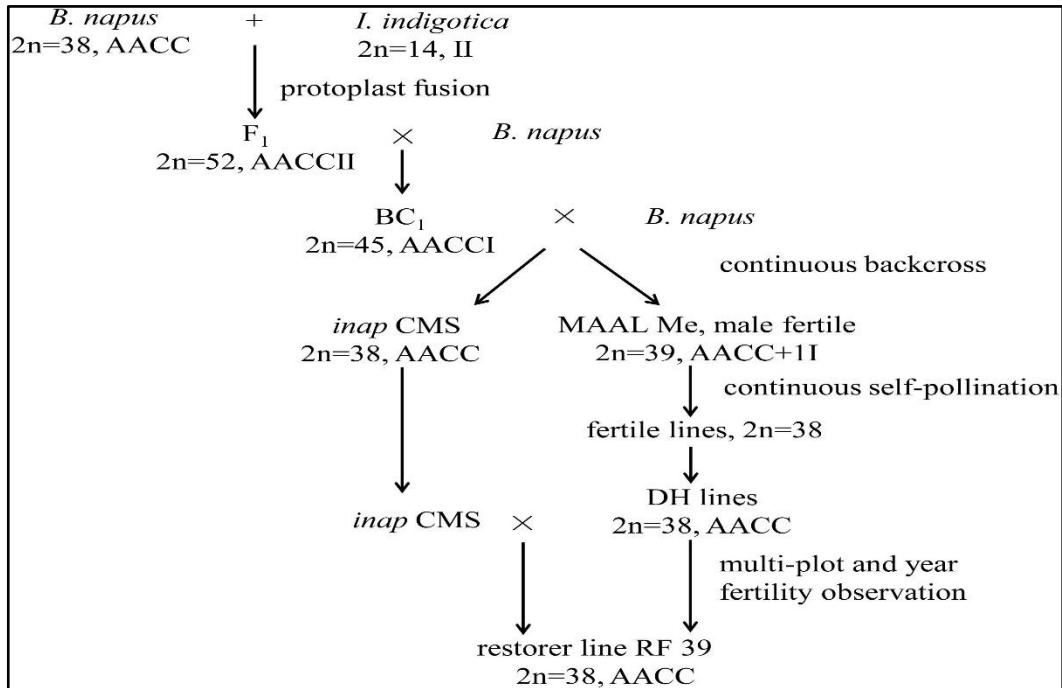 B. napus + I. indigotica
2n=38, AACC 2n=14, II
protoplast fusion
F₁ × B. napus
2n=52, AACCII
BC₁ × B. napus
2n=45, AACCI
continuous backcross
inap CMS MAAL Me, male fertile
2n=38, AACC 2n=39, AACC+1I
continuous self-pollination
fertile lines, 2n=38
DH lines
inap CMS × 2n=38, AACC
multi-plot and year
fertility observation
restorer line RF 39
2n=38, AACC